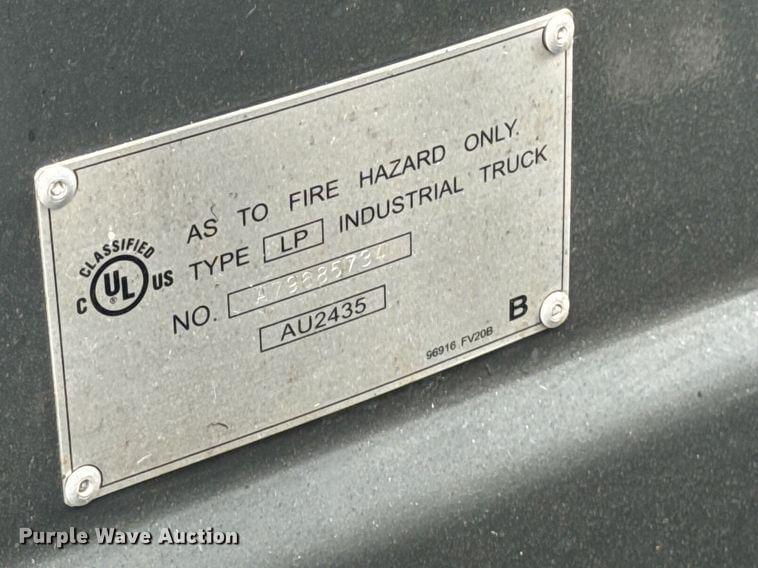 CLASSIFIED
C UL US
®
AS TO FIRE HAZARD ONLY.
TYPE LP INDUSTRIAL TRUCK
NO. A79685734
AU2435
96916 FV20B
B
Purple Wave Auction